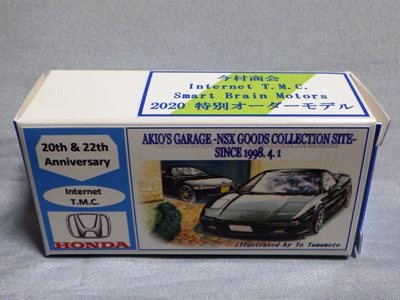 今村商会
Internet T.M.C.
Smart Brain Motors
2020 特別オーダーモデル
20th & 22th
Anniversary
Internet
T.M.C.
HONDA
AKIO'S GARAGE -NSX GOODS COLLECTION SITE-
SINCE 1998. 4. 1
illustrated by Yo Yamamoto